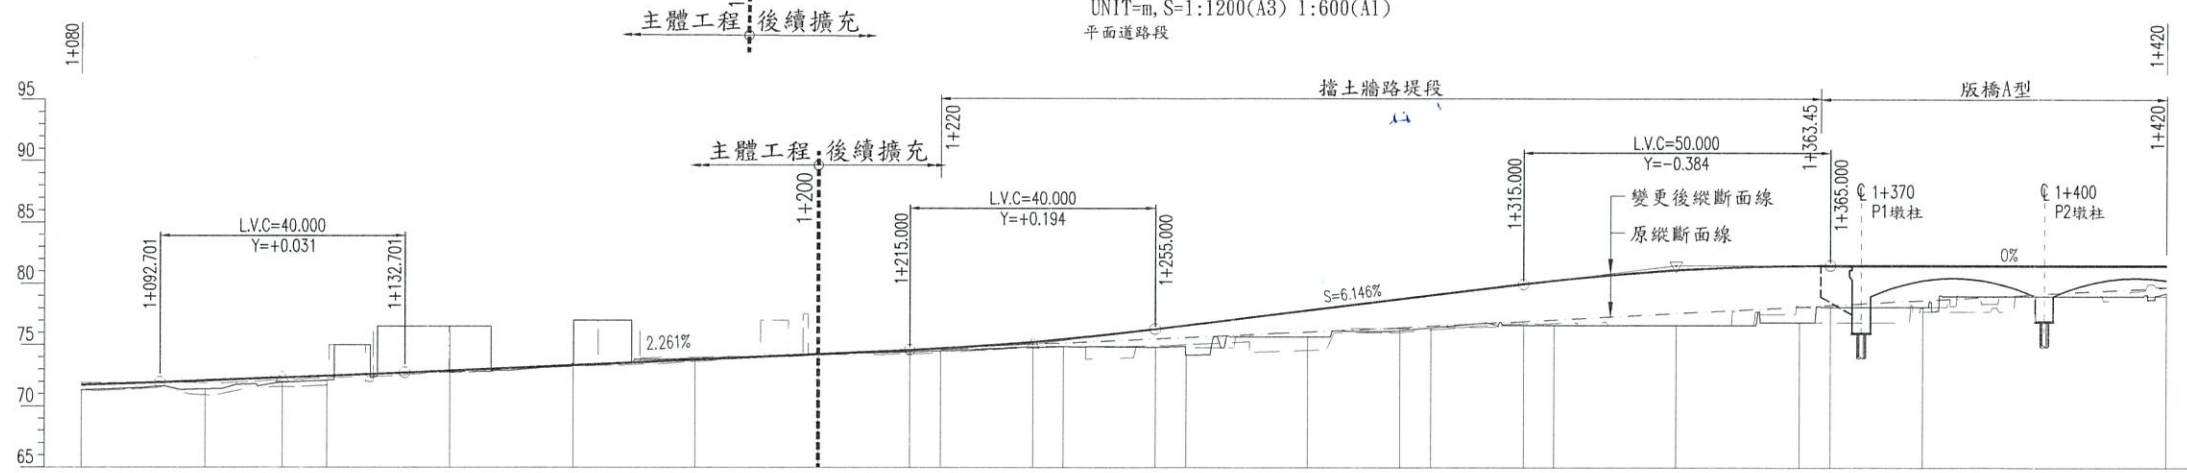 UNIT=m, S=1:1200(A3) 1:600(A1)
平面道路段
主體工程 後續擴充
1+080
1+420
95
90
85
80
75
70
65
擋土牆路堤段
版橋A型
1+220
1+363.45
1+420
主體工程 後續擴充
1+200
L.V.C=40.000
Y=+0.031
1+092.701
1+132.701
L.V.C=40.000
Y=+0.194
1+215.000
1+255.000
L.V.C=50.000
Y=-0.384
1+315.000
1+365.000
變更後縱斷面線
原縱斷面線
℄ 1+370
P1墩柱
℄ 1+400
P2墩柱
2.261%
S=6.146%
0%